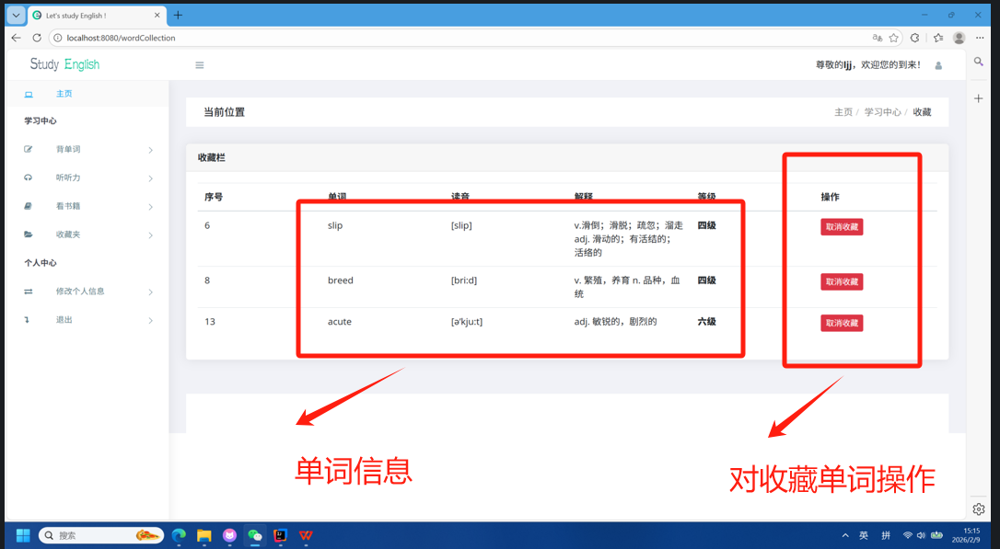 Let's study English !
localhost:8080/wordCollection
Study English
尊敬的ljj，欢迎您的到来！
主页
当前位置
主页 / 学习中心 / 收藏
学习中心
背单词
听听力
看书籍
收藏夹
个人中心
修改个人信息
退出
收藏栏
序号 单词 读音 解释 等级 操作
6 slip [slip] v.滑倒；滑脱；疏忽；溜走 四级 取消收藏
adj. 滑动的；有活结的；
活络的
8 breed [bri:d] v. 繁殖，养育 n. 品种，血 四级 取消收藏
统
13 acute [ə'kju:t] adj. 敏锐的，剧烈的 六级 取消收藏
单词信息
对收藏单词操作
搜索
英 拼
15:15
2026/2/9